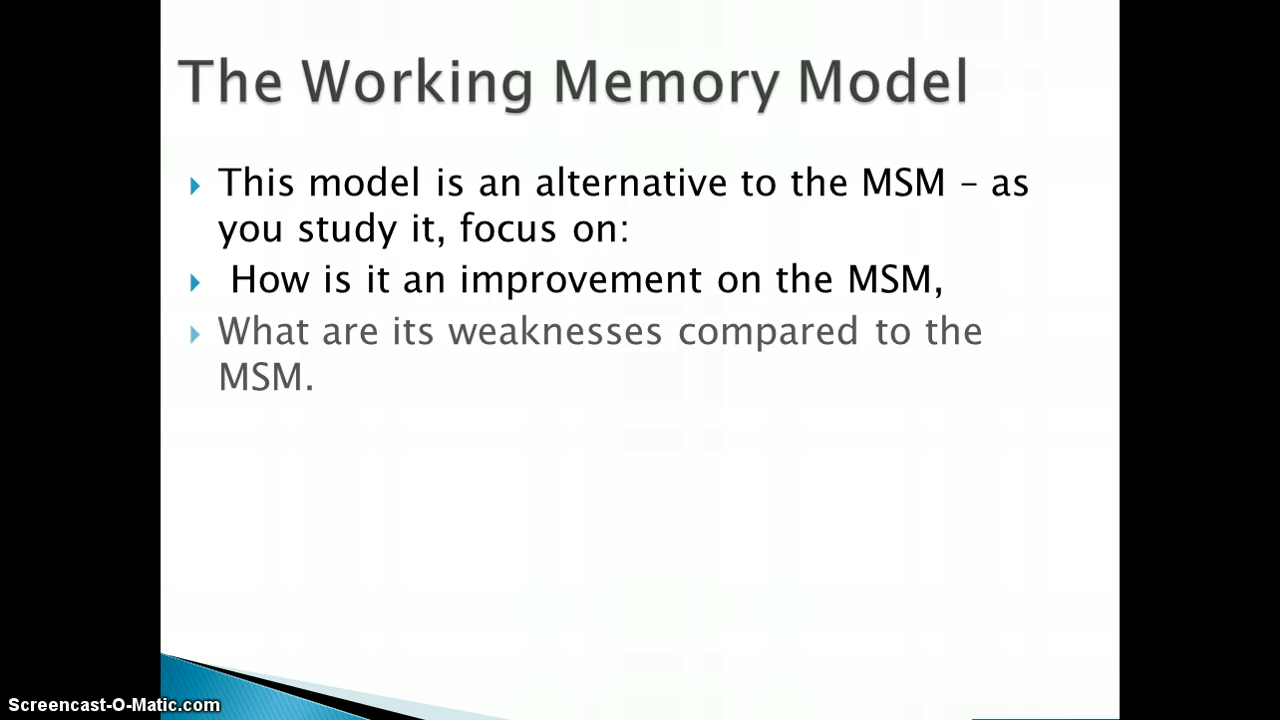 The Working Memory Model
This model is an alternative to the MSM – as
you study it, focus on:
How is it an improvement on the MSM,
What are its weaknesses compared to the
MSM.
Screencast-O-Matic.com